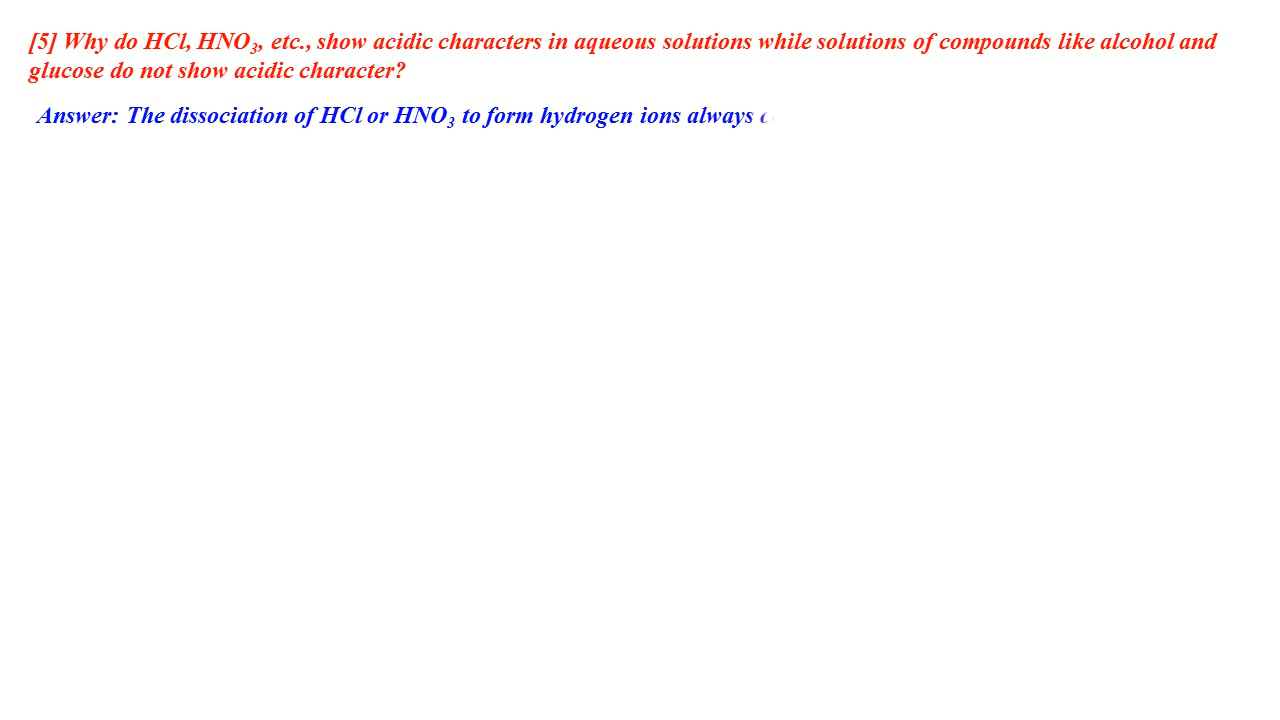 [5] Why do HCl, HNO₃, etc., show acidic characters in aqueous solutions while solutions of compounds like alcohol and
glucose do not show acidic character?
Answer: The dissociation of HCl or HNO₃ to form hydrogen ions always